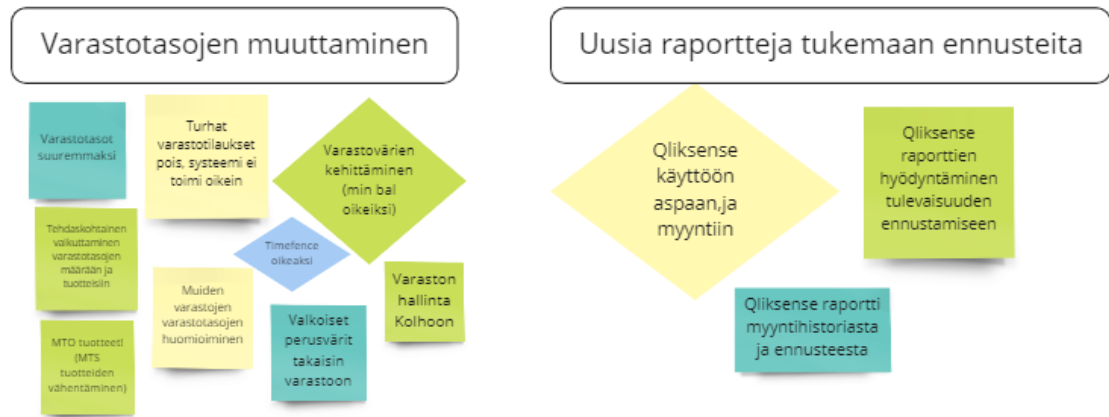 Varastotasojen muuttaminen
Varastotasot
suuremmaksi
Turhat
varastotilaukset
pois, systeemi ei
toimi oikein
Varastovärien
kehittäminen
(min bal
oikeiksi)
Tehdaskohtainen
vaikuttaminen
varastotasojen
määrään ja
tuotteisiin
Timefence
oikeaksi
Muiden
varastojen
varastotasojen
huomioiminen
Varaston
hallinta
Kolhoon
MTO tuotteet!
(MTS
tuotteiden
vähentäminen)
Valkoiset
perusvärit
takaisin
varastoon
Uusia raportteja tukemaan ennusteita
Qliksense
käyttöön
aspaan,ja
myyntiin
Qliksense
raporttien
hyödyntäminen
tulevaisuuden
ennustamiseen
Qliksense raportti
myyntihistoriasta
ja ennusteesta